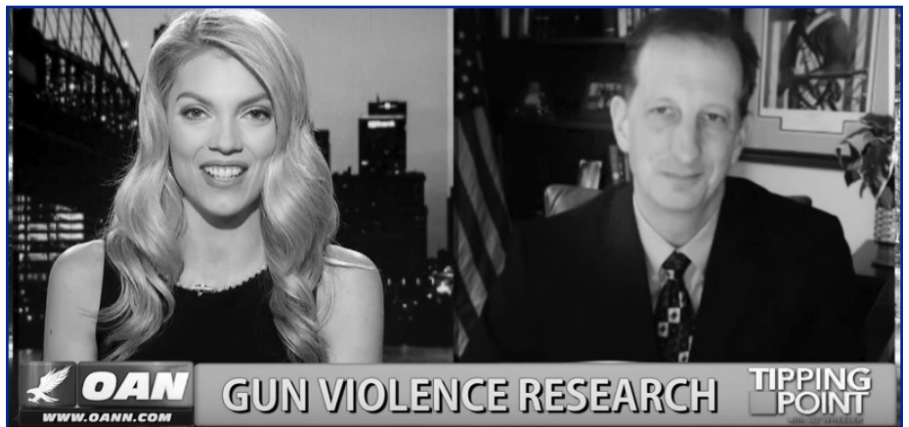 OAN
WWW.OANN.COM
GUN VIOLENCE RESEARCH
TIPPING
POINT